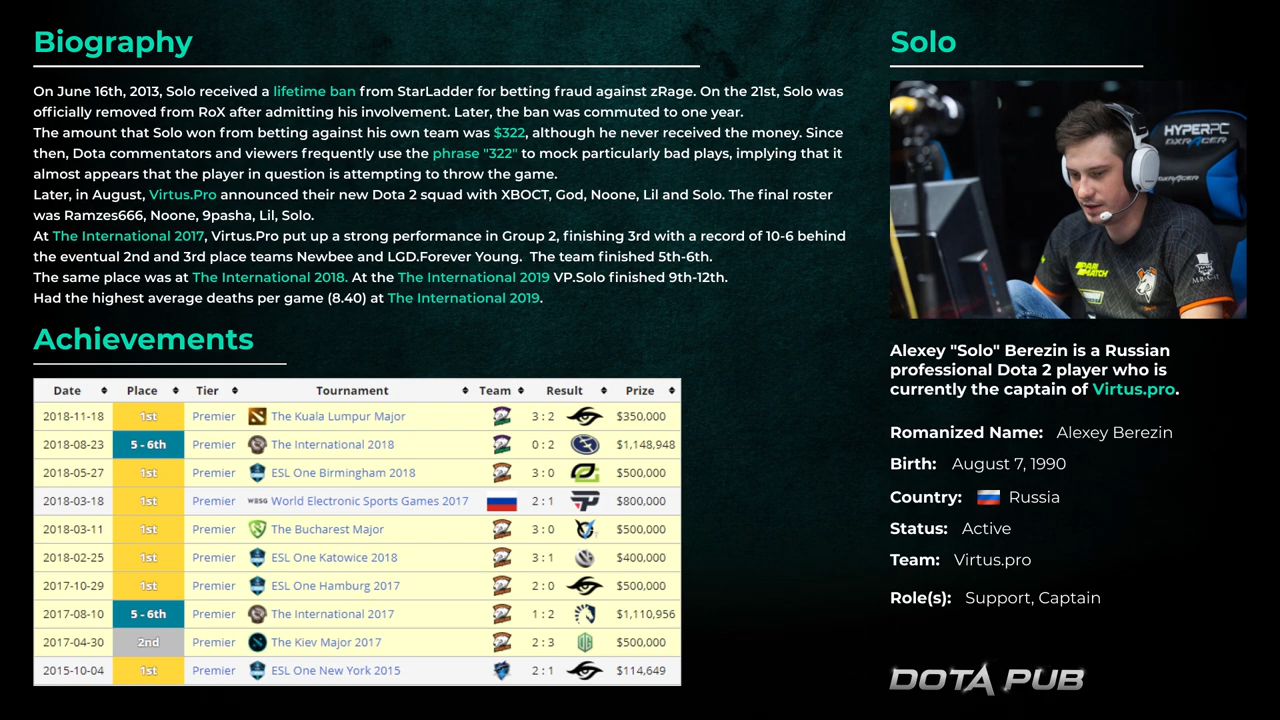 Biography
On June 16th, 2013, Solo received a lifetime ban from StarLadder for betting fraud against zRage. On the 21st, Solo was
officially removed from RoX after admitting his involvement. Later, the ban was commuted to one year.
The amount that Solo won from betting against his own team was $322, although he never received the money. Since
then, Dota commentators and viewers frequently use the phrase "322" to mock particularly bad plays, implying that it
almost appears that the player in question is attempting to throw the game.
Later, in August, Virtus.Pro announced their new Dota 2 squad with XBOCT, God, Noone, Lil and Solo. The final roster
was Ramzes666, Noone, 9pasha, Lil, Solo.
At The International 2017, Virtus.Pro put up a strong performance in Group 2, finishing 3rd with a record of 10-6 behind
the eventual 2nd and 3rd place teams Newbee and LGD.Forever Young. The team finished 5th-6th.
The same place was at The International 2018. At the The International 2019 VP.Solo finished 9th-12th.
Had the highest average deaths per game (8.40) at The International 2019.
Achievements
Date Place Tier Tournament Team Result Prize
2018-11-18 1st Premier The Kuala Lumpur Major 3 : 2 $350,000
2018-08-23 5 - 6th Premier The International 2018 0 : 2 $1,148,948
2018-05-27 1st Premier ESL One Birmingham 2018 3 : 0 $500,000
2018-03-18 1st Premier WESG World Electronic Sports Games 2017 2 : 1 $800,000
2018-03-11 1st Premier The Bucharest Major 3 : 0 $500,000
2018-02-25 1st Premier ESL One Katowice 2018 3 : 1 $400,000
2017-10-29 1st Premier ESL One Hamburg 2017 2 : 0 $500,000
2017-08-10 5 - 6th Premier The International 2017 1 : 2 $1,110,956
2017-04-30 2nd Premier The Kiev Major 2017 2 : 3 $500,000
2015-10-04 1st Premier ESL One New York 2015 2 : 1 $114,649
Solo
HYPERPC
DXRACER
DXRACER
PARI
MATCH
MR.CAT
Alexey "Solo" Berezin is a Russian
professional Dota 2 player who is
currently the captain of Virtus.pro.
Romanized Name: Alexey Berezin
Birth: August 7, 1990
Country: Russia
Status: Active
Team: Virtus.pro
Role(s): Support, Captain
DOTA PUB